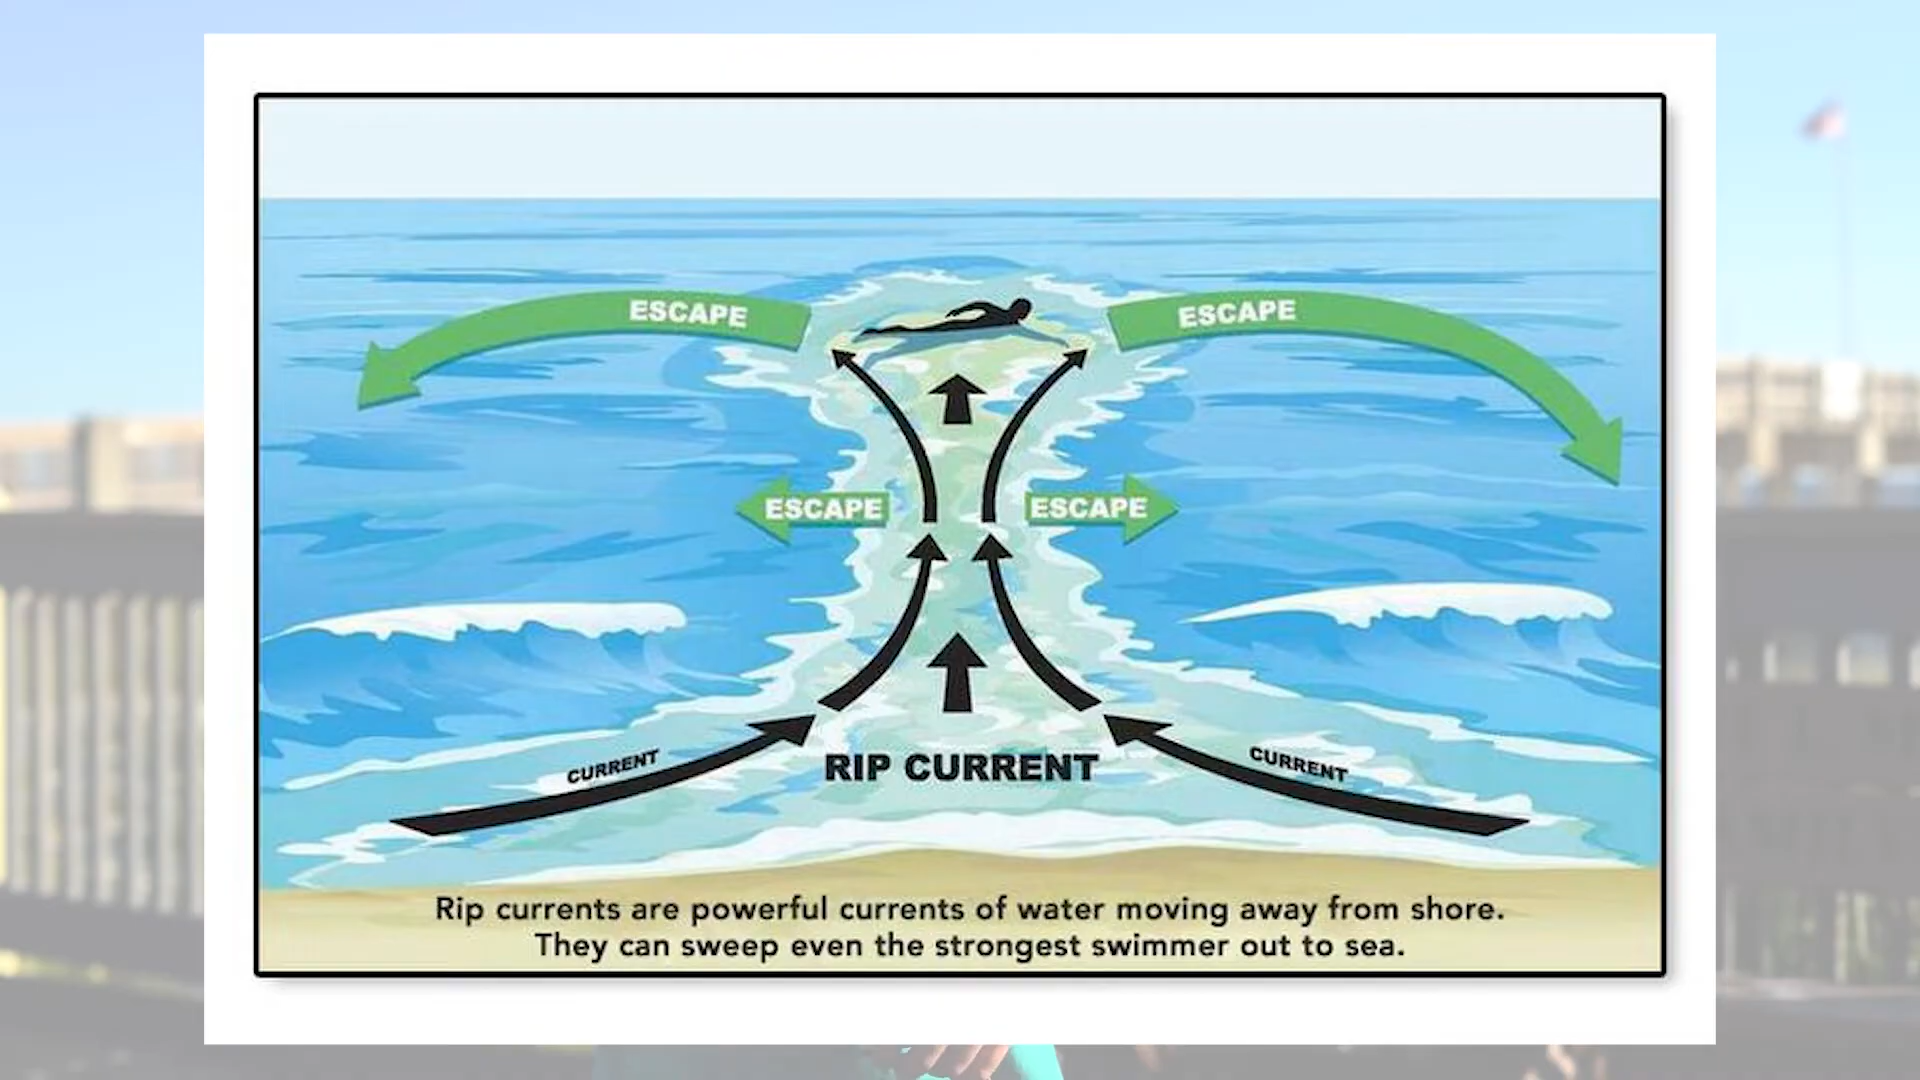 ESCAPE
ESCAPE
ESCAPE
ESCAPE
CURRENT
RIP CURRENT
CURRENT
Rip currents are powerful currents of water moving away from shore.
They can sweep even the strongest swimmer out to sea.